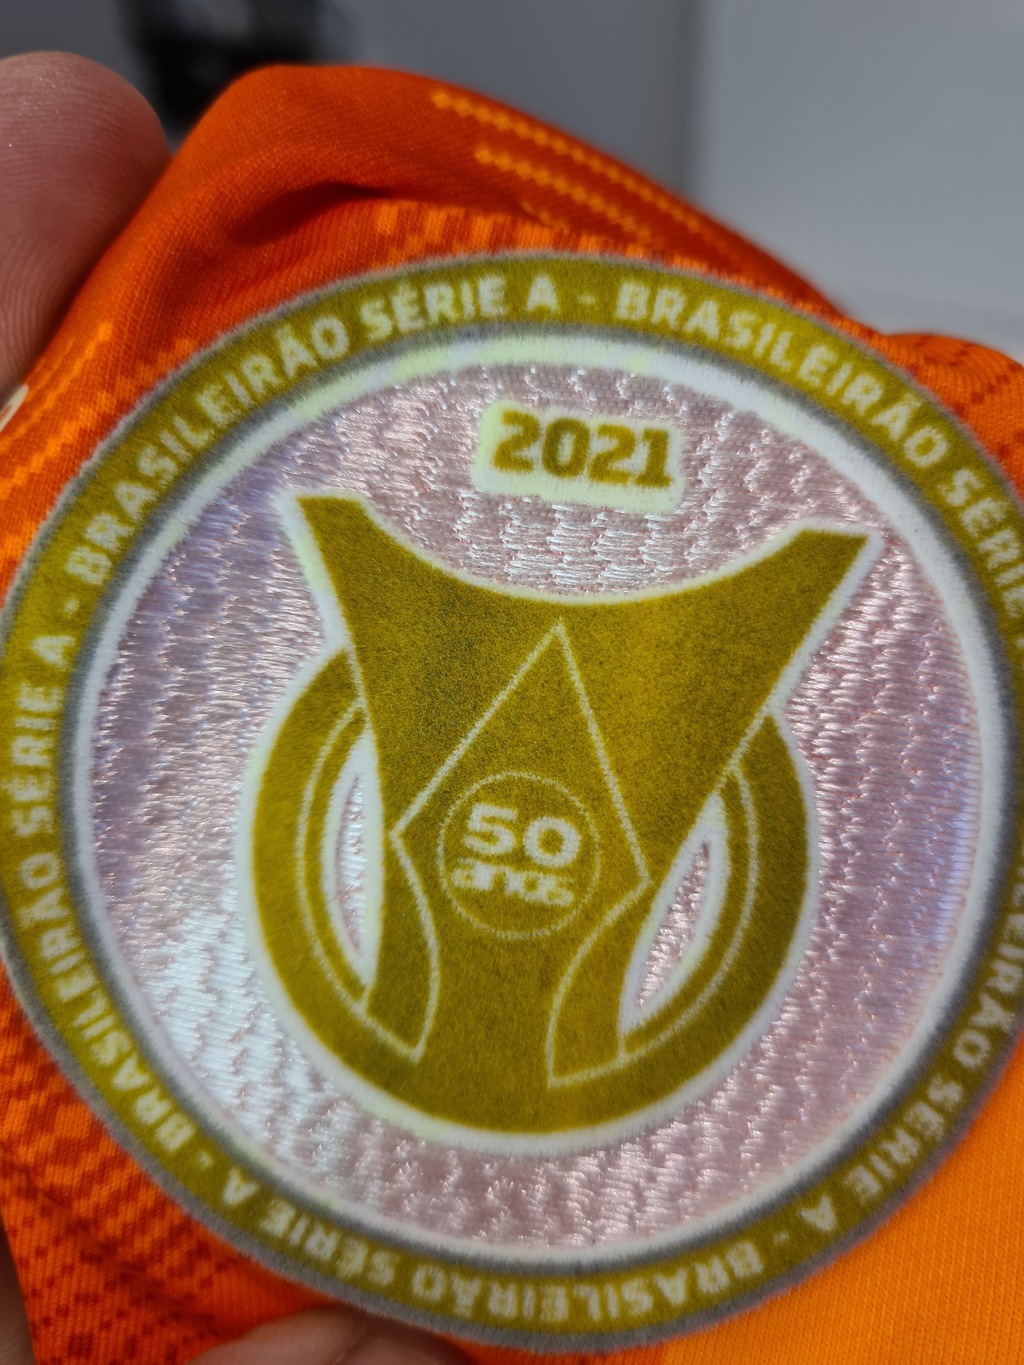 BRASILEIRÃO SÉRIE A - BRASILEIRÃO SÉRIE A - BRASILEIRÃO SÉRIE A - BRASILEIRÃO SÉRIE A -
2021
50
anos